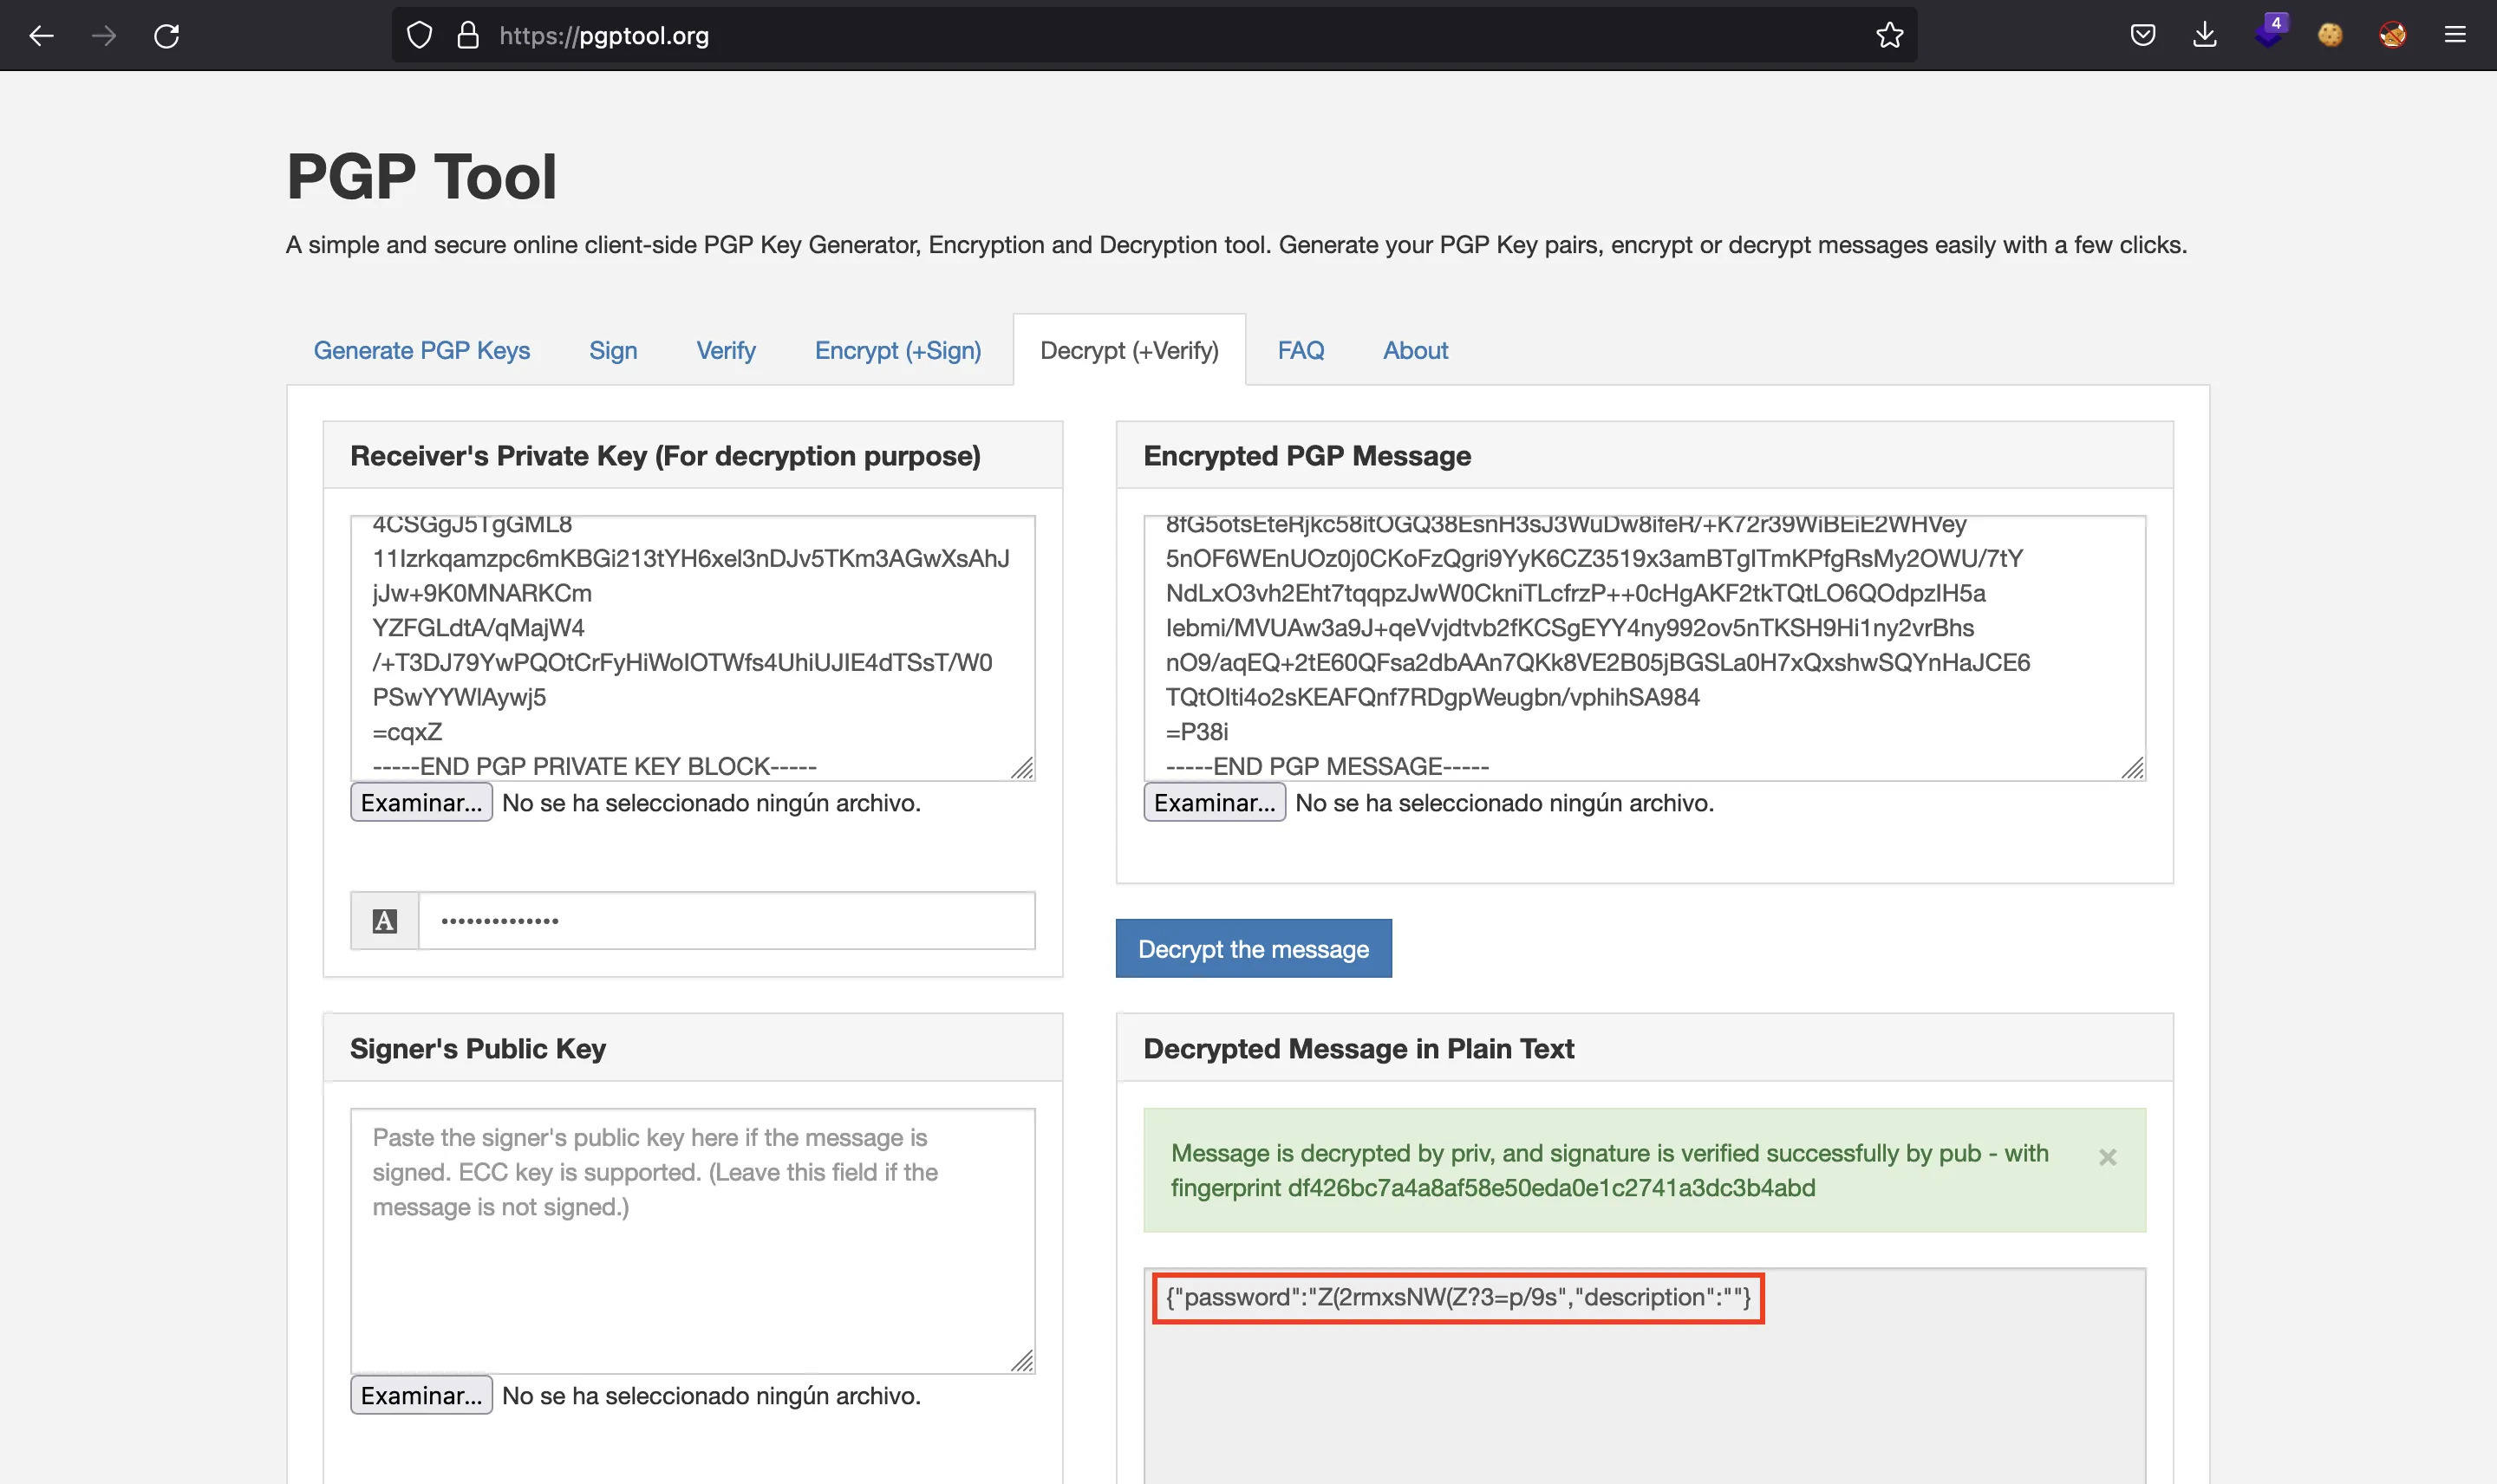 https://pgptool.org
4
PGP Tool
A simple and secure online client-side PGP Key Generator, Encryption and Decryption tool. Generate your PGP Key pairs, encrypt or decrypt messages easily with a few clicks.
Generate PGP Keys
Sign
Verify
Encrypt (+Sign)
Decrypt (+Verify)
FAQ
About
Receiver's Private Key (For decryption purpose)
4CSGgJ5TgGML8
11Izrkqamzpc6mKBGi213tYH6xel3nDJv5TKm3AGwXsAhJ
jJw+9K0MNARKCm
YZFGLdtA/qMajW4
/+T3DJ79YwPQOtCrFyHiWoIOTWfs4UhiUJIE4dTSsT/W0
PSwYYWlAywj5
=cqxZ
-----END PGP PRIVATE KEY BLOCK-----
Examinar... No se ha seleccionado ningún archivo.
A ••••••••••••••
Encrypted PGP Message
8fG5otsEteRjkc58itOGQ38EsnH3sJ3WuDw8ifeR/+K72r39WiBEiE2WHVey
5nOF6WEnUOz0j0CKoFzQgri9YyK6CZ3519x3amBTglTmKPfgRsMy2OWU/7tY
NdLxO3vh2Eht7tqqpzJwW0CkniTLcfrzP++0cHgAKF2tkTQtLO6QOdpzIH5a
Iebmi/MVUAw3a9J+qeVvjdtvb2fKCSgEYY4ny992ov5nTKSH9Hi1ny2vrBhs
nO9/aqEQ+2tE60QFsa2dbAAn7QKk8VE2B05jBGSLa0H7xQxshwSQYnHaJCE6
TQtOIti4o2sKEAFQnf7RDgpWeugbn/vphihSA984
=P38i
-----END PGP MESSAGE-----
Examinar... No se ha seleccionado ningún archivo.
Decrypt the message
Signer's Public Key
Paste the signer's public key here if the message is
signed. ECC key is supported. (Leave this field if the
message is not signed.)
Examinar... No se ha seleccionado ningún archivo.
Decrypted Message in Plain Text
Message is decrypted by priv, and signature is verified successfully by pub - with
fingerprint df426bc7a4a8af58e50eda0e1c2741a3dc3b4abd
×
{"password":"Z(2rmxsNW(Z?3=p/9s","description":""}